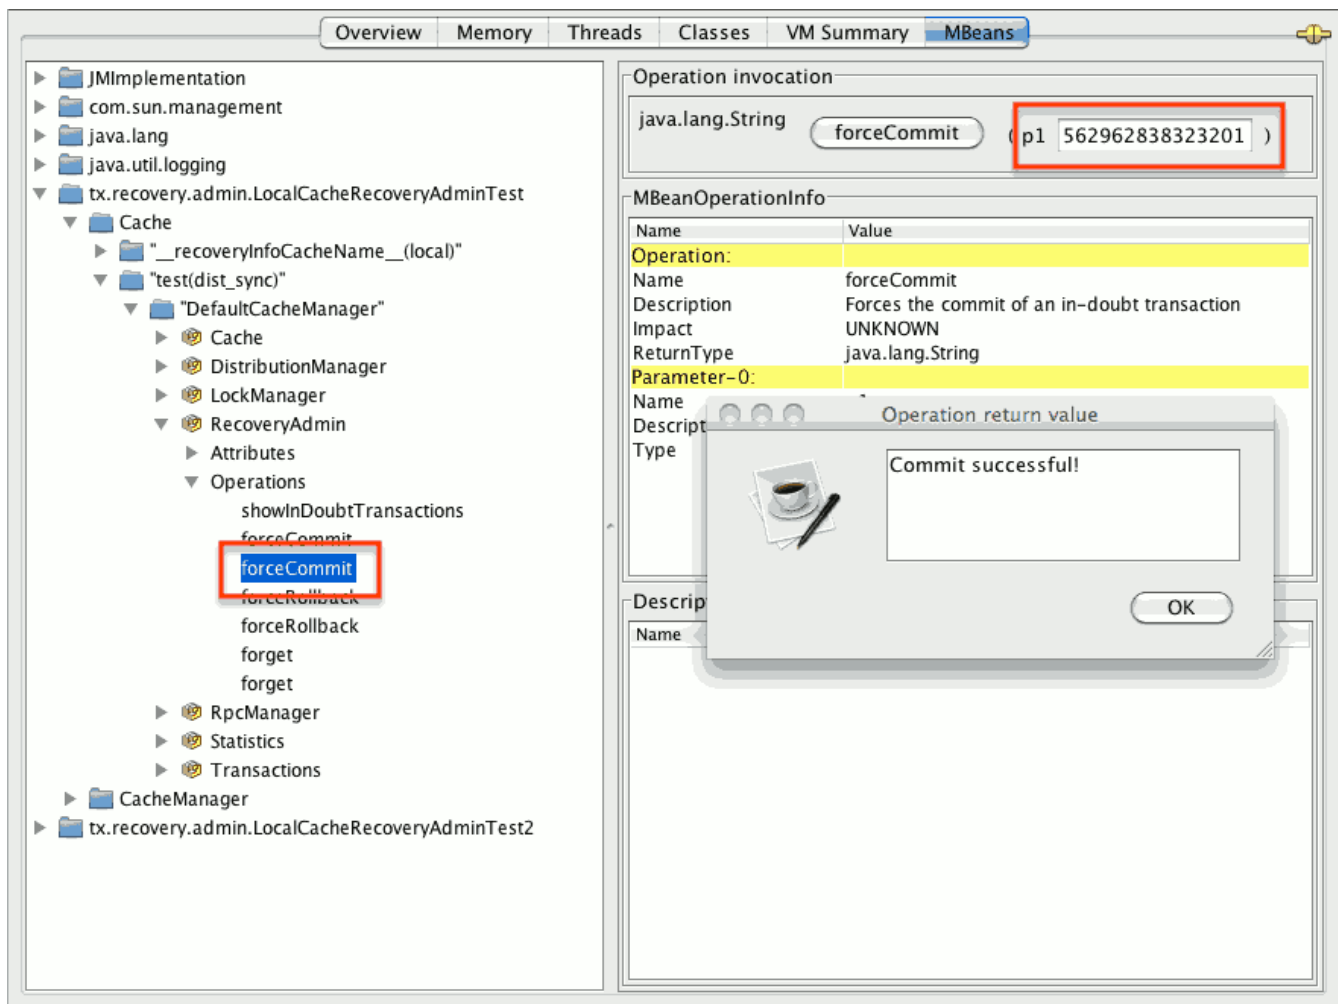 Overview Memory Threads Classes VM Summary MBeans
JMImplementation
com.sun.management
java.lang
java.util.logging
tx.recovery.admin.LocalCacheRecoveryAdminTest
Cache
"__recoveryInfoCacheName__(local)"
"test(dist_sync)"
"DefaultCacheManager"
Cache
DistributionManager
LockManager
RecoveryAdmin
Attributes
Operations
showInDoubtTransactions
forceCommit
forceCommit
forceRollback
forceRollback
forget
forget
RpcManager
Statistics
Transactions
CacheManager
tx.recovery.admin.LocalCacheRecoveryAdminTest2
Operation invocation
java.lang.String forceCommit ( p1 562962838323201 )
MBeanOperationInfo
Name Value
Operation:
Name forceCommit
Description Forces the commit of an in-doubt transaction
Impact UNKNOWN
ReturnType java.lang.String
Parameter-0:
Name
Descript
Type
Operation return value
Commit successful!
OK
Descrip
Name